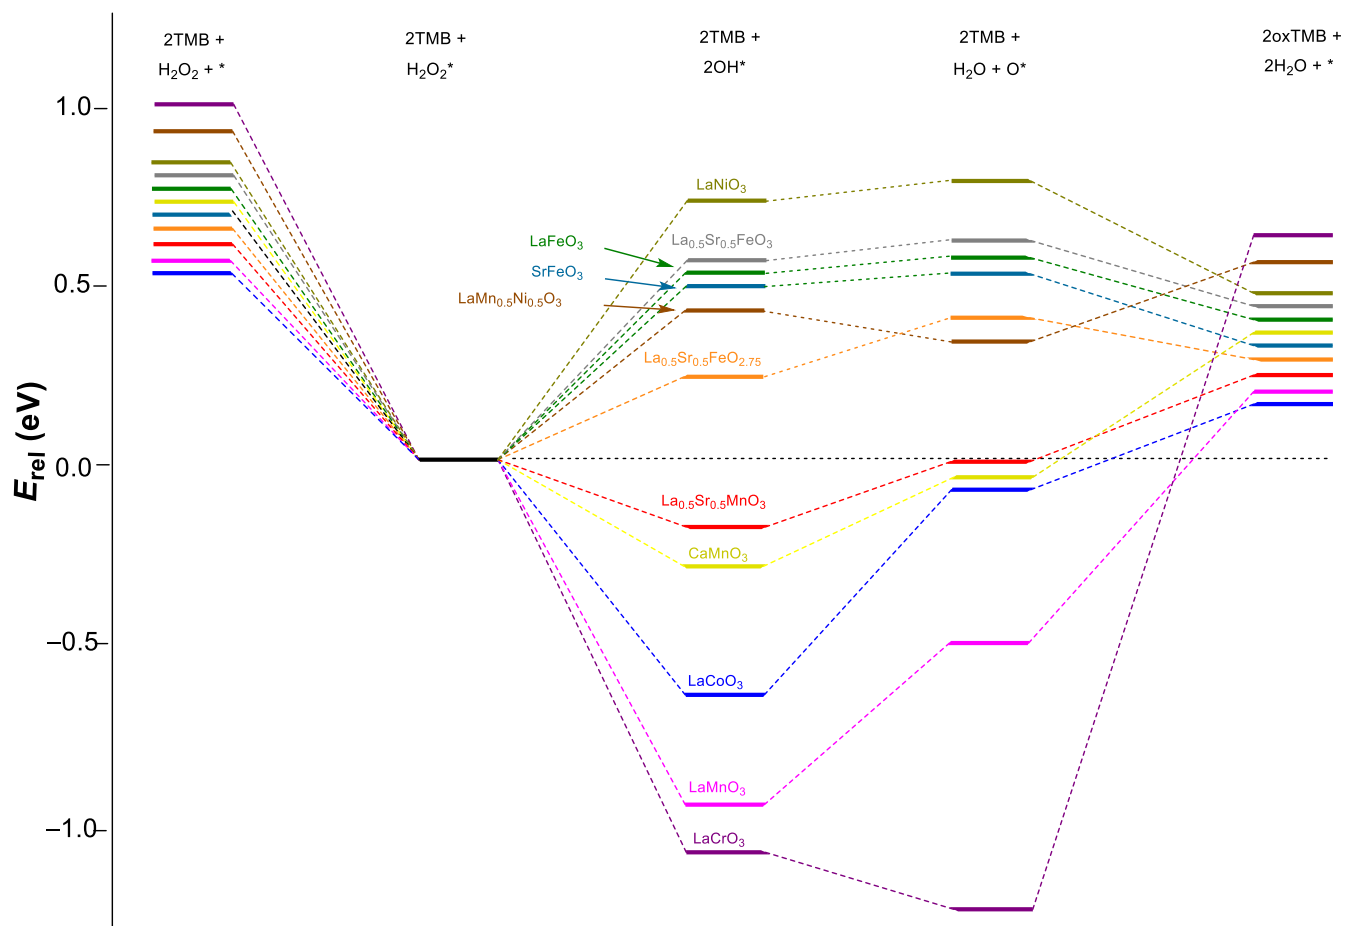 2TMB +
H₂O₂ + *
2TMB +
H₂O₂*
2TMB +
2OH*
2TMB +
H₂O + O*
2oxTMB +
2H₂O + *
1.0
0.5
0.0
−0.5
−1.0
E_rel (eV)
LaNiO₃
La₀.₅Sr₀.₅FeO₃
LaFeO₃
SrFeO₃
LaMn₀.₅Ni₀.₅O₃
La₀.₅Sr₀.₅FeO₂.₇₅
La₀.₅Sr₀.₅MnO₃
CaMnO₃
LaCoO₃
LaMnO₃
LaCrO₃